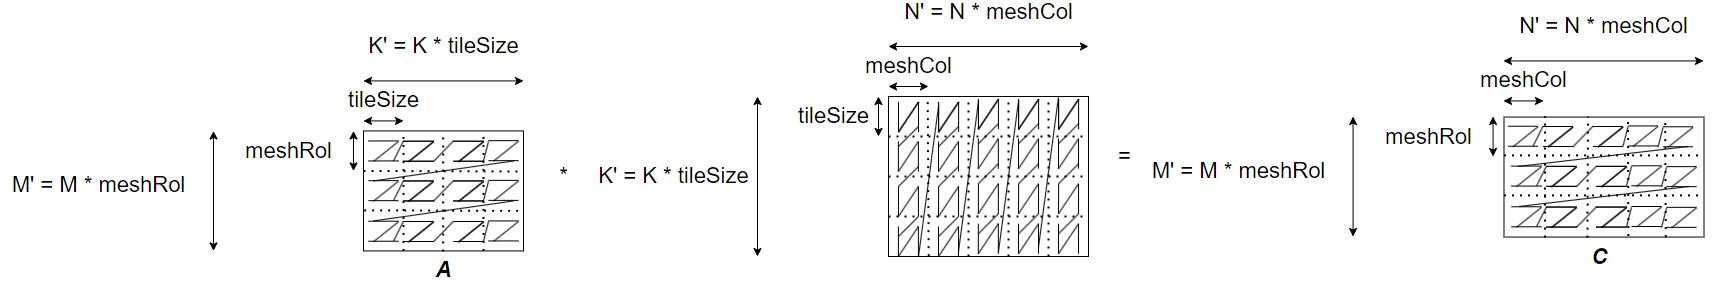 K' = K * tileSize
tileSize
meshRol
M' = M * meshRol
A
*
N' = N * meshCol
meshCol
tileSize
K' = K * tileSize
=
N' = N * meshCol
meshCol
meshRol
M' = M * meshRol
C